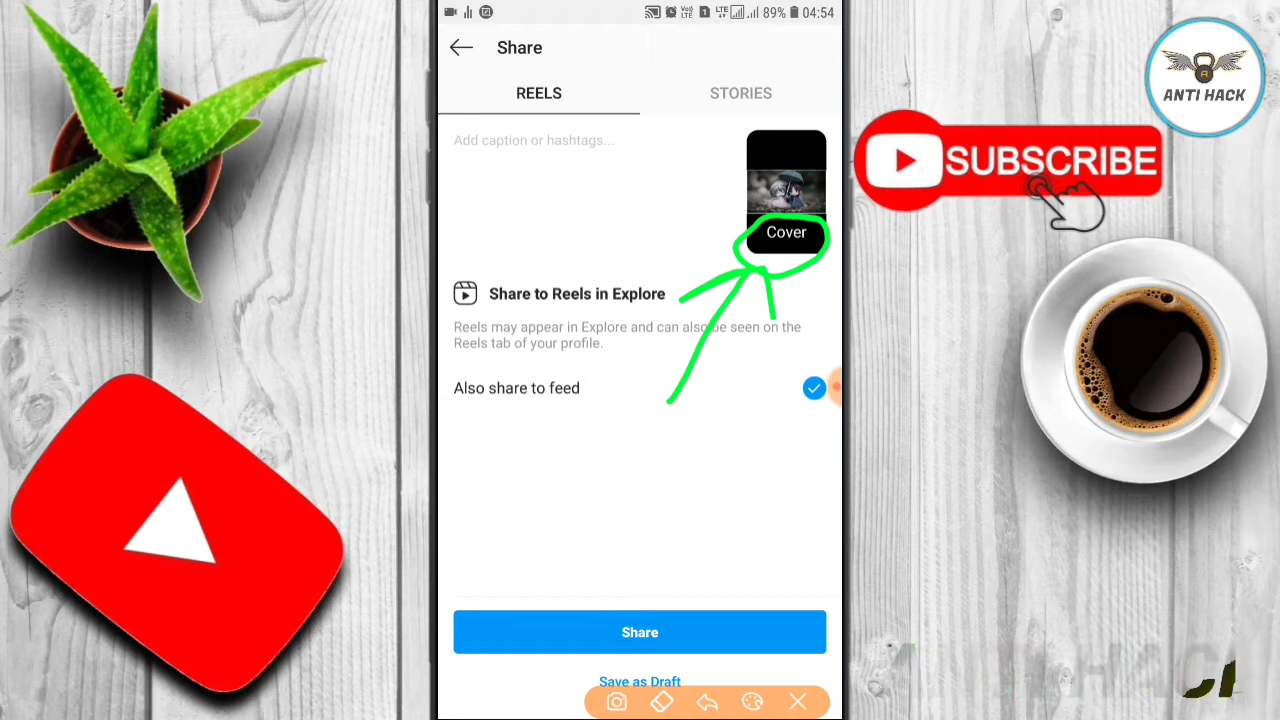 89% 04:54
Share
REELS
STORIES
Add caption or hashtags...
Cover
Share to Reels in Explore
Reels may appear in Explore and can also be seen on the
Reels tab of your profile.
Also share to feed
Share
Save as Draft
ANTI HACK
SUBSCRIBE